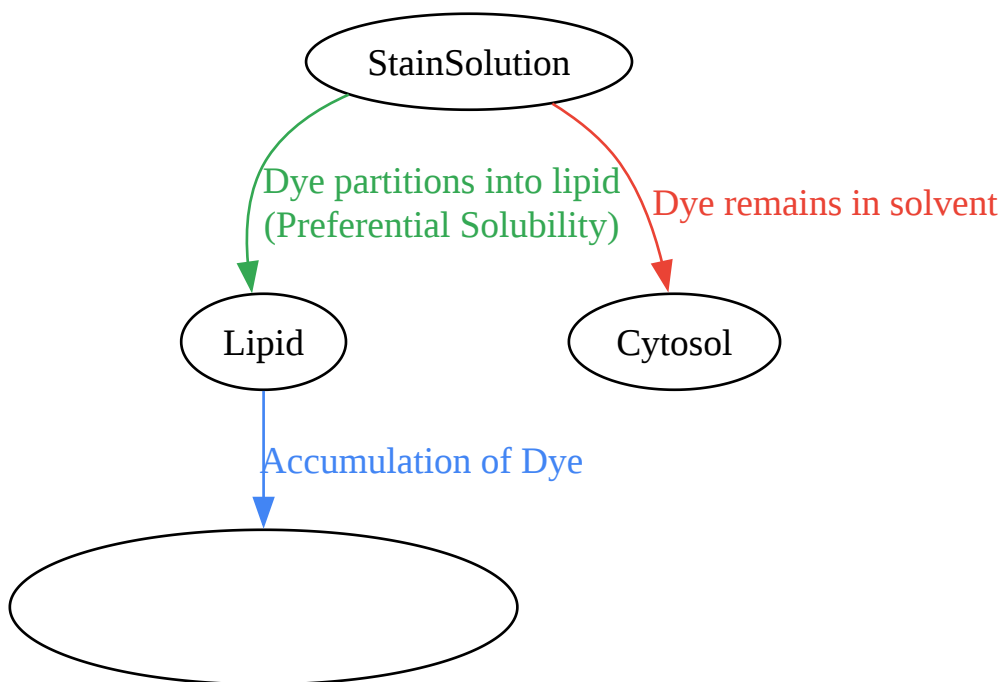 StainSolution
Dye partitions into lipid
(Preferential Solubility)
Dye remains in solvent
Lipid
Cytosol
Accumulation of Dye